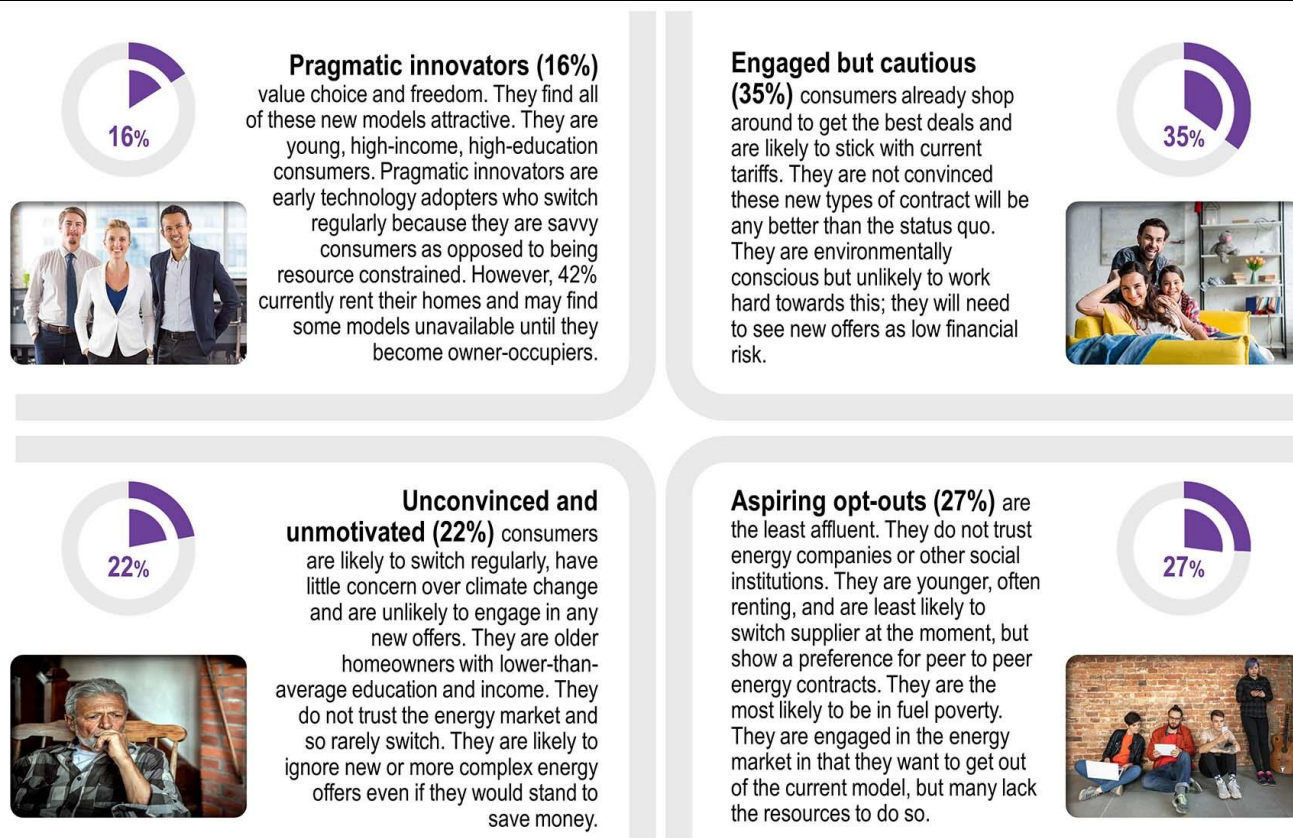 16%
Pragmatic innovators (16%)
value choice and freedom. They find all
of these new models attractive. They are
young, high-income, high-education
consumers. Pragmatic innovators are
early technology adopters who switch
regularly because they are savvy
consumers as opposed to being
resource constrained. However, 42%
currently rent their homes and may find
some models unavailable until they
become owner-occupiers.
Engaged but cautious
(35%) consumers already shop
around to get the best deals and
are likely to stick with current
tariffs. They are not convinced
these new types of contract will be
any better than the status quo.
They are environmentally
conscious but unlikely to work
hard towards this; they will need
to see new offers as low financial
risk.
35%
22%
Unconvinced and
unmotivated (22%) consumers
are likely to switch regularly, have
little concern over climate change
and are unlikely to engage in any
new offers. They are older
homeowners with lower-than-
average education and income. They
do not trust the energy market and
so rarely switch. They are likely to
ignore new or more complex energy
offers even if they would stand to
save money.
Aspiring opt-outs (27%) are
the least affluent. They do not trust
energy companies or other social
institutions. They are younger, often
renting, and are least likely to
switch supplier at the moment, but
show a preference for peer to peer
energy contracts. They are the
most likely to be in fuel poverty.
They are engaged in the energy
market in that they want to get out
of the current model, but many lack
the resources to do so.
27%